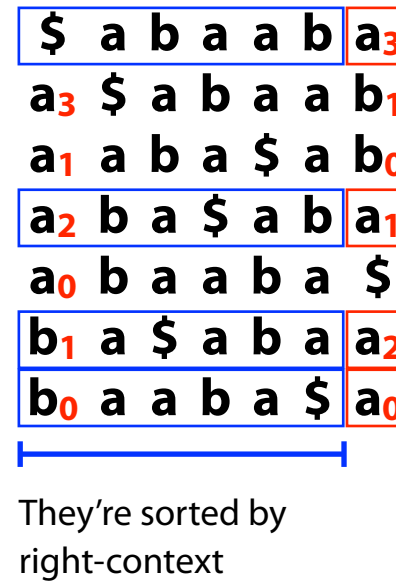 $ a b a a b a3
a3 $ a b a a b1
a1 a b a $ a b0
a2 b a $ a b a1
a0 b a a b a $
b1 a $ a b a a2
b0 a a b a $ a0
They’re sorted by
right-context